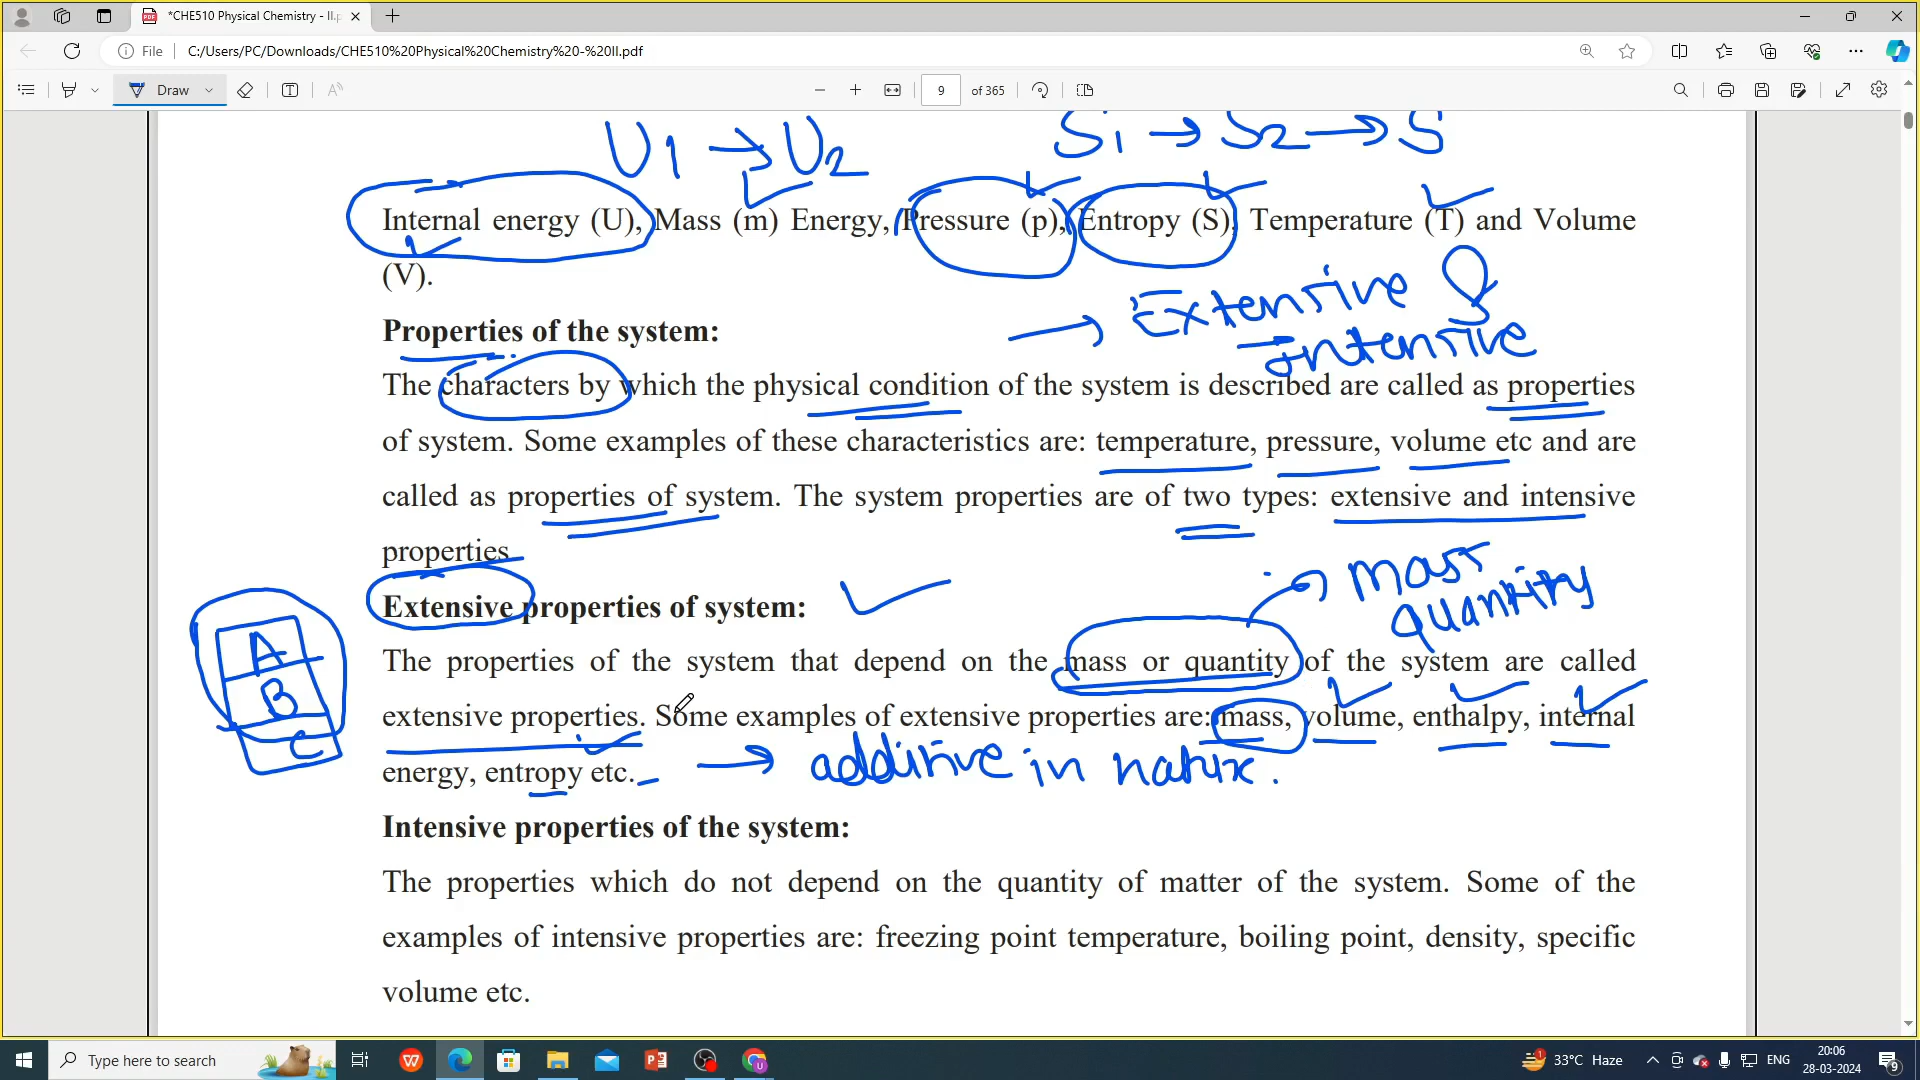 *CHE510 Physical Chemistry - II.p
File
C:/Users/PC/Downloads/CHE510%20Physical%20Chemistry%20-%20II.pdf
Draw
9 of 365
U1 → U2
S1 → S2 → S
Internal energy (U), Mass (m) Energy, Pressure (p), Entropy (S), Temperature (T) and Volume
(V).
→ Extensive &
Intensive
Properties of the system:
The characters by which the physical condition of the system is described are called as properties
of system. Some examples of these characteristics are: temperature, pressure, volume etc and are
called as properties of system. The system properties are of two types: extensive and intensive
properties
mass
quantity
Extensive properties of system:
A
B
C
The properties of the system that depend on the mass or quantity of the system are called
extensive properties. Some examples of extensive properties are: mass, volume, enthalpy, internal
energy, entropy etc.
→ additive in nature.
Intensive properties of the system:
The properties which do not depend on the quantity of matter of the system. Some of the
examples of intensive properties are: freezing point temperature, boiling point, density, specific
volume etc.
Type here to search
33°C Haze
ENG
20:06
28-03-2024
9